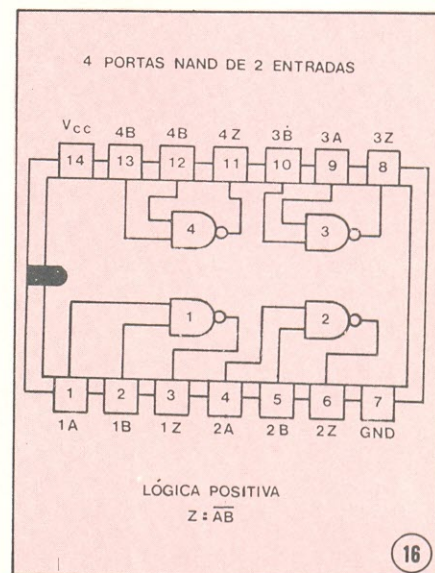 4 PORTAS NAND DE 2 ENTRADAS
Vcc 4B 4B 4Z 3B 3A 3Z
14 13 12 11 10 9 8
4 3
1 2
1 2 3 4 5 6 7
1A 1B 1Z 2A 2B 2Z GND
LÓGICA POSITIVA
Z : A̅B̅
16